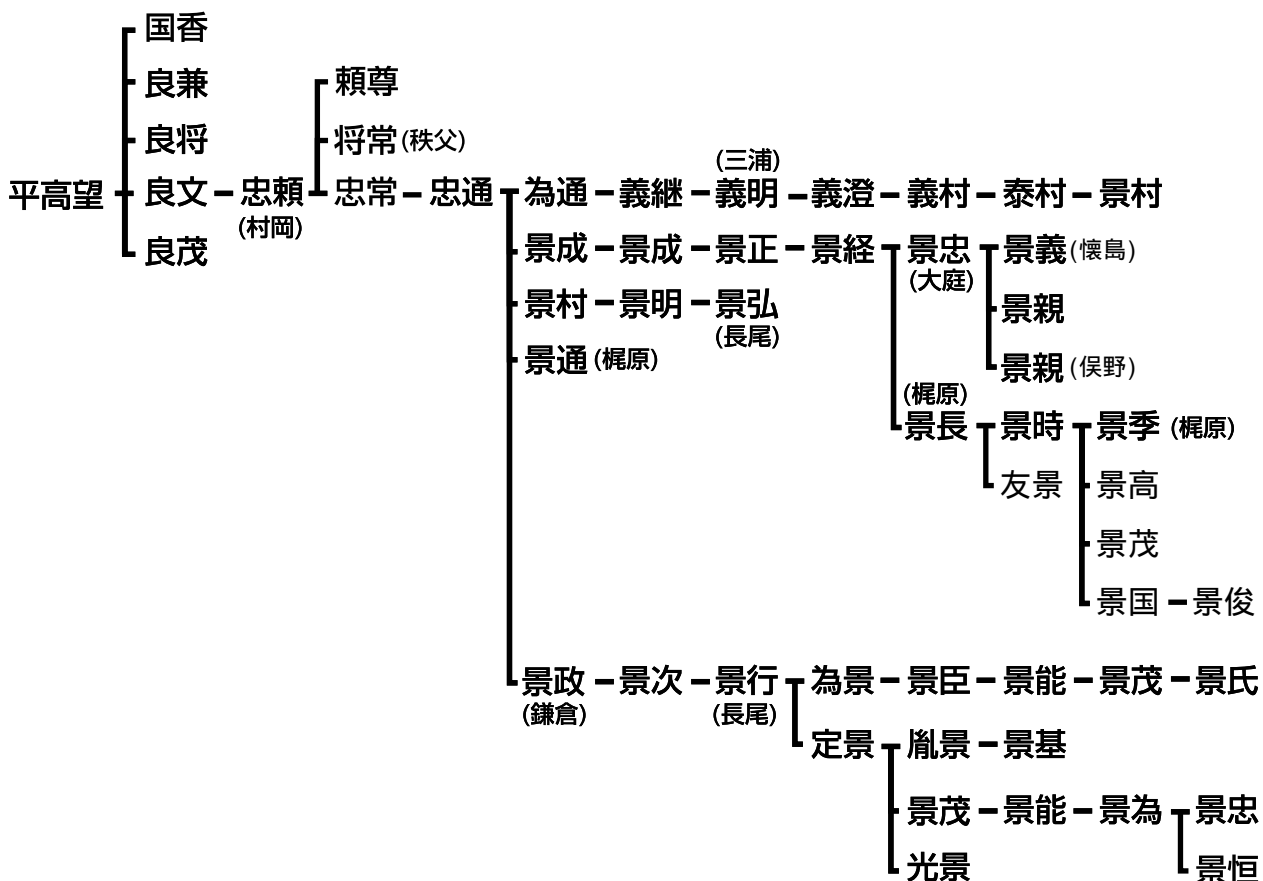 国香
良兼
頼尊
良将
将常(秩父)
(三浦)
平高望
良文
忠頼
忠常
忠通
為通
義継
義明
義澄
義村
泰村
景村
(村岡)
良茂
景成
景成
景正
景経
景忠
景義(懐島)
(大庭)
景村
景明
景弘
景親
(長尾)
景通(梶原)
景親(俣野)
(梶原)
景長
景時
景季(梶原)
友景
景高
景茂
景国
景俊
景政
景次
景行
為景
景臣
景能
景茂
景氏
(鎌倉)
(長尾)
定景
胤景
景基
景茂
景能
景為
景忠
光景
景恒